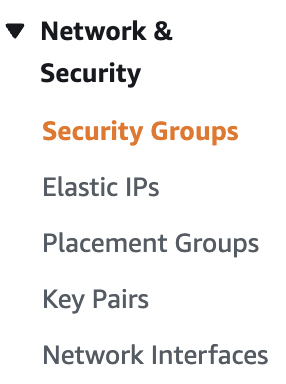 Network &
Security
Security Groups
Elastic IPs
Placement Groups
Key Pairs
Network Interfaces